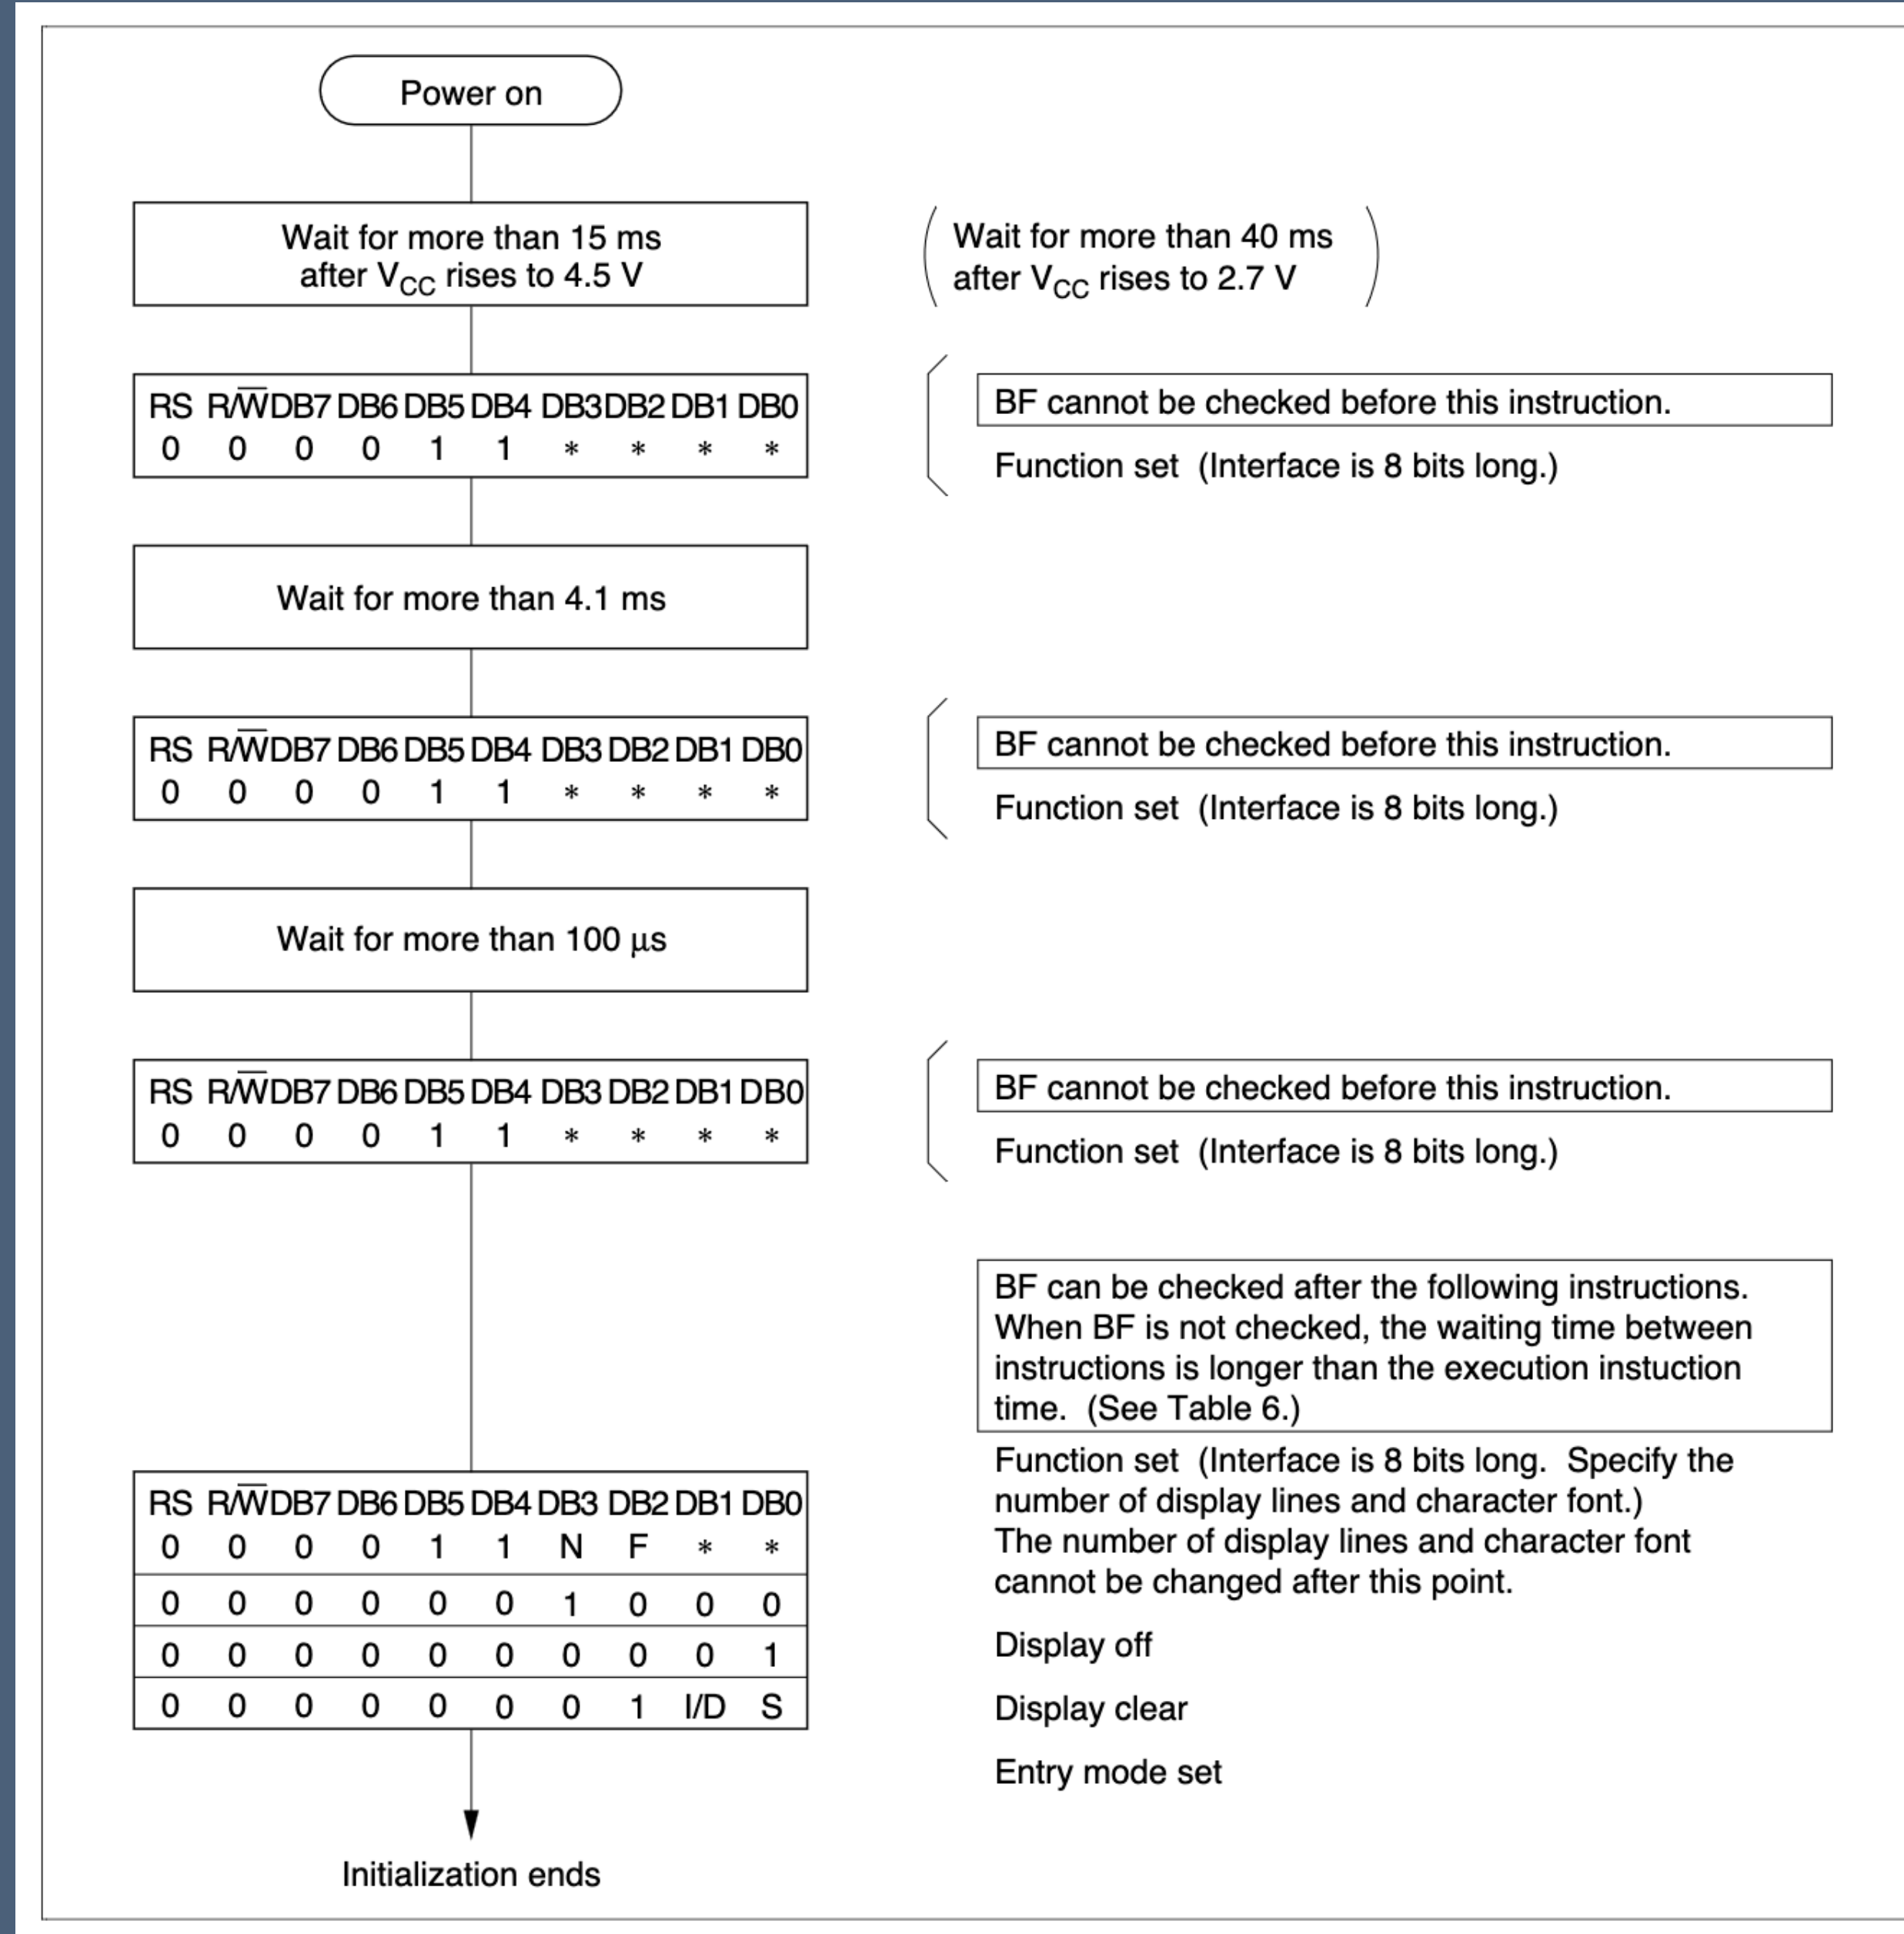 Power on
Wait for more than 15 ms
after VCC rises to 4.5 V
Wait for more than 40 ms
after VCC rises to 2.7 V
RS R/W̅ DB7 DB6 DB5 DB4 DB3 DB2 DB1 DB0
0 0 0 0 1 1 * * * *
BF cannot be checked before this instruction.
Function set (Interface is 8 bits long.)
Wait for more than 4.1 ms
RS R/W̅ DB7 DB6 DB5 DB4 DB3 DB2 DB1 DB0
0 0 0 0 1 1 * * * *
BF cannot be checked before this instruction.
Function set (Interface is 8 bits long.)
Wait for more than 100 μs
RS R/W̅ DB7 DB6 DB5 DB4 DB3 DB2 DB1 DB0
0 0 0 0 1 1 * * * *
BF cannot be checked before this instruction.
Function set (Interface is 8 bits long.)
BF can be checked after the following instructions.
When BF is not checked, the waiting time between
instructions is longer than the execution instuction
time. (See Table 6.)
RS R/W̅ DB7 DB6 DB5 DB4 DB3 DB2 DB1 DB0
0 0 0 0 1 1 N F * *
0 0 0 0 0 0 1 0 0 0
0 0 0 0 0 0 0 0 0 1
0 0 0 0 0 0 0 1 I/D S
Function set (Interface is 8 bits long. Specify the
number of display lines and character font.)
The number of display lines and character font
cannot be changed after this point.
Display off
Display clear
Entry mode set
Initialization ends